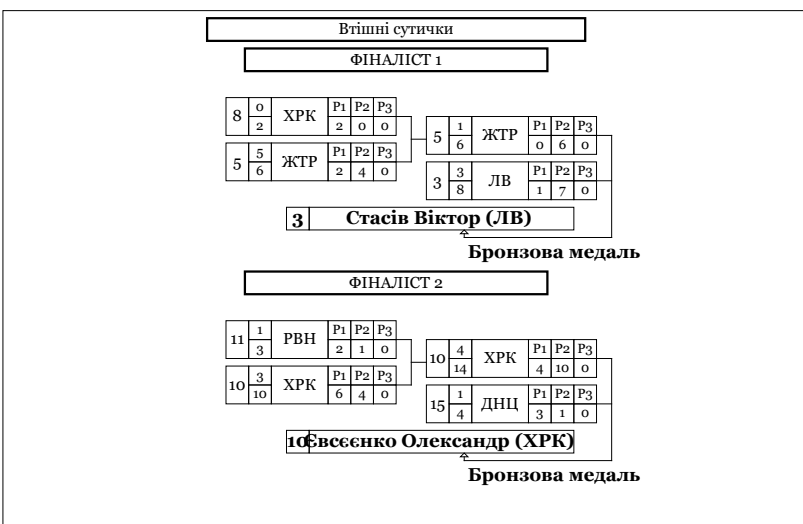 Втішні сутички
ФІНАЛІСТ 1
8 0 ХРК P1 P2 P3
2 2 0 0
5 5 ЖТР P1 P2 P3
6 2 4 0
5 1 ЖТР P1 P2 P3
6 0 6 0
3 3 ЛВ P1 P2 P3
8 1 7 0
3 Стасів Віктор (ЛВ)
Бронзова медаль
ФІНАЛІСТ 2
11 1 РВН P1 P2 P3
3 2 1 0
10 3 ХРК P1 P2 P3
10 6 4 0
10 4 ХРК P1 P2 P3
14 4 10 0
15 1 ДНЦ P1 P2 P3
4 3 1 0
10 Євсєєнко Олександр (ХРК)
Бронзова медаль